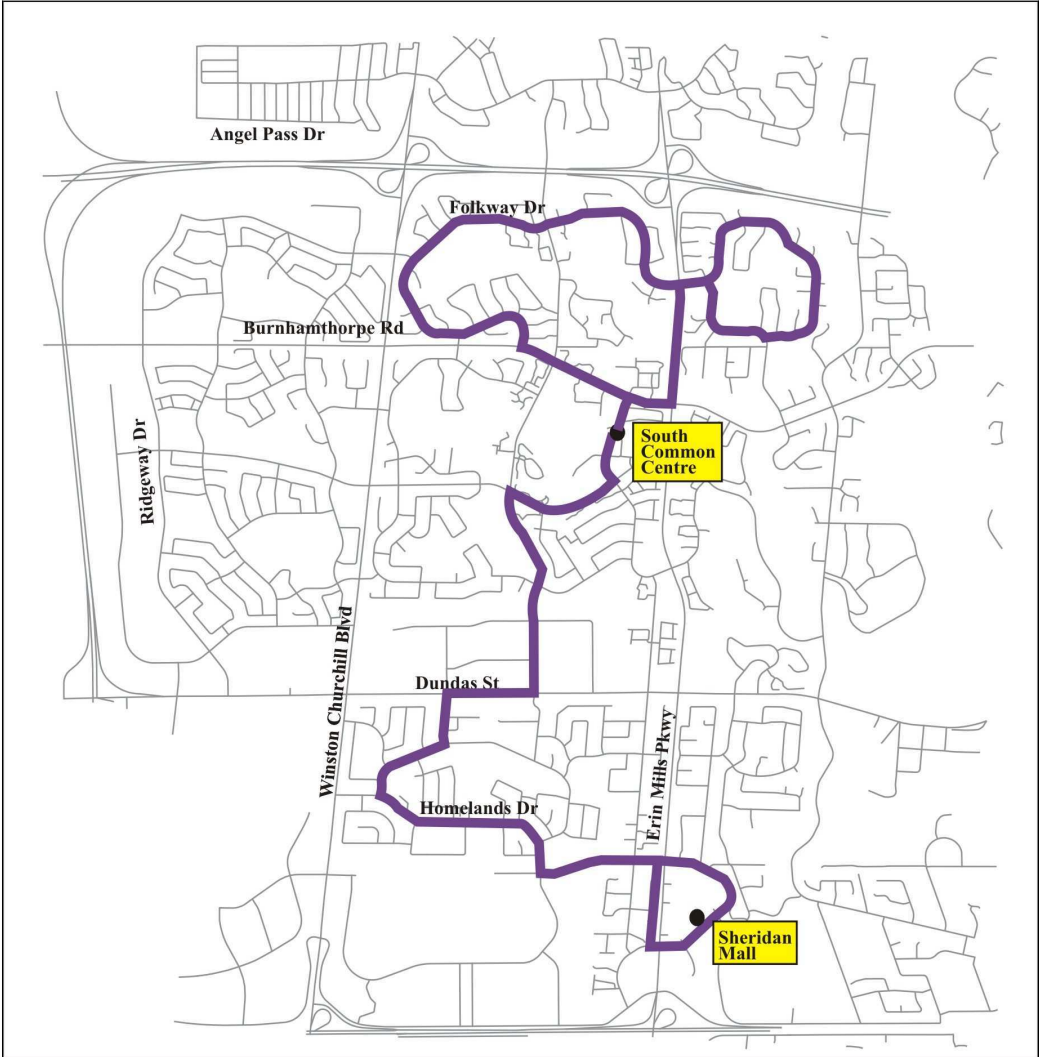 Angel Pass Dr
Folkway Dr
Burnhamthorpe Rd
South
Common
Centre
Ridgeway Dr
Winston Churchill Blvd
Dundas St
Erin Mills Pkwy
Homelands Dr
Sheridan
Mall